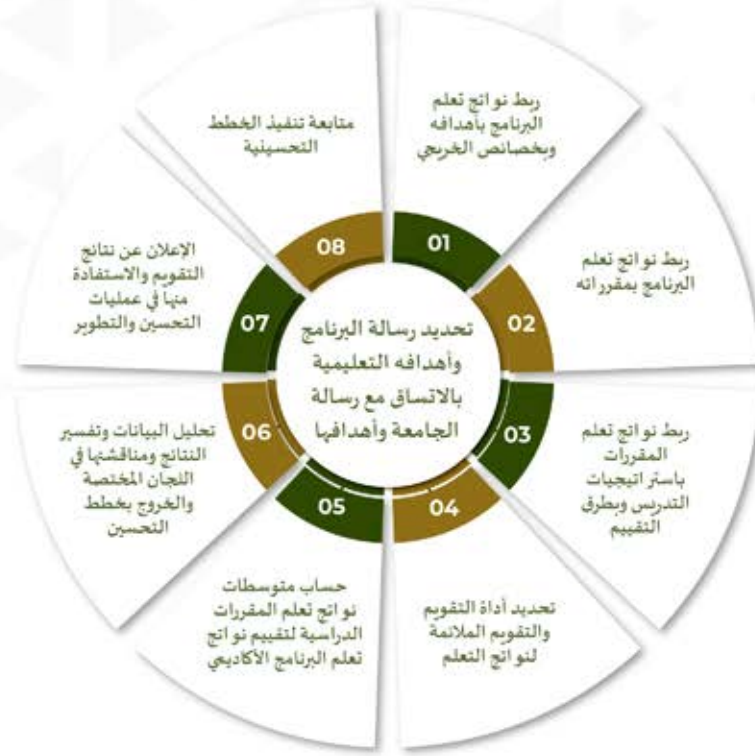 تحديد رسالة البرنامج
وأهدافه التعليمية
بالاتساق مع رسالة
الجامعة وأهدافها
01
ربط نواتج تعلم
البرنامج بأهدافه
وبخصائص الخريجي
02
ربط نواتج تعلم
البرنامج بمقرراته
03
ربط نواتج تعلم
المقررات
باستراتيجيات
التدريس وبطرق
التقييم
04
تحديد أداة التقويم
والتقويم الملائمة
لنواتج التعلم
05
حساب متوسطات
نواتج تعلم المقررات
الدراسية لتقييم نواتج
تعلم البرنامج الأكاديمي
06
تحليل البيانات وتفسير
النتائج ومناقشتها في
اللجان المختصة
والخروج بخطط
التحسين
07
الإعلان عن نتائج
التقويم والاستفادة
منها في عمليات
التحسين والتطوير
08
متابعة تنفيذ الخطط
التحسينية